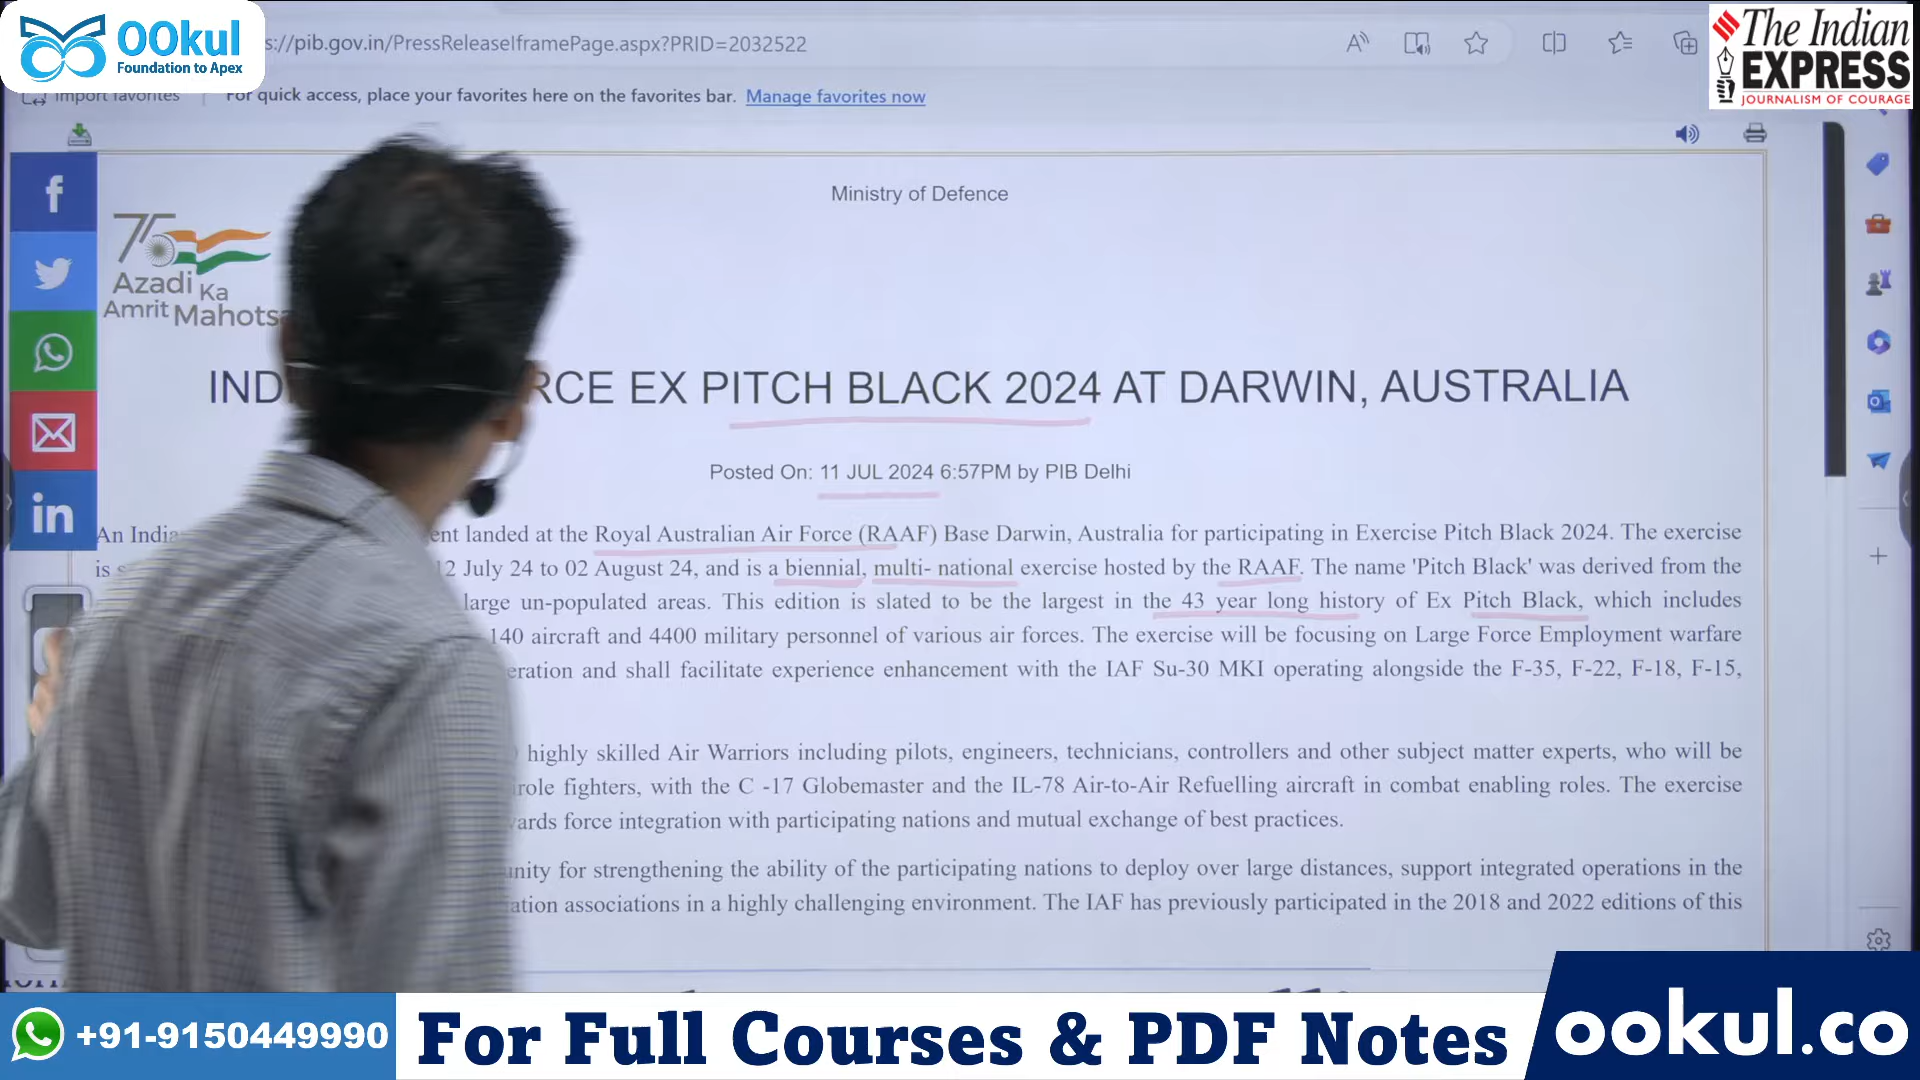 OOkul
Foundation to Apex
s://pib.gov.in/PressReleaseIframePage.aspx?PRID=2032522
The Indian
EXPRESS
JOURNALISM OF COURAGE
Import favorites
For quick access, place your favorites here on the favorites bar. Manage favorites now
Ministry of Defence
75
Azadi Ka
Amrit Mahots
IND RCE EX PITCH BLACK 2024 AT DARWIN, AUSTRALIA
Posted On: 11 JUL 2024 6:57PM by PIB Delhi
An India ent landed at the Royal Australian Air Force (RAAF) Base Darwin, Australia for participating in Exercise Pitch Black 2024. The exercise
is s 2 July 24 to 02 August 24, and is a biennial, multi- national exercise hosted by the RAAF. The name 'Pitch Black' was derived from the
large un-populated areas. This edition is slated to be the largest in the 43 year long history of Ex Pitch Black, which includes
140 aircraft and 4400 military personnel of various air forces. The exercise will be focusing on Large Force Employment warfare
eration and shall facilitate experience enhancement with the IAF Su-30 MKI operating alongside the F-35, F-22, F-18, F-15,
highly skilled Air Warriors including pilots, engineers, technicians, controllers and other subject matter experts, who will be
role fighters, with the C -17 Globemaster and the IL-78 Air-to-Air Refuelling aircraft in combat enabling roles. The exercise
ards force integration with participating nations and mutual exchange of best practices.
unity for strengthening the ability of the participating nations to deploy over large distances, support integrated operations in the
ation associations in a highly challenging environment. The IAF has previously participated in the 2018 and 2022 editions of this
+91-9150449990
For Full Courses & PDF Notes
ookul.co